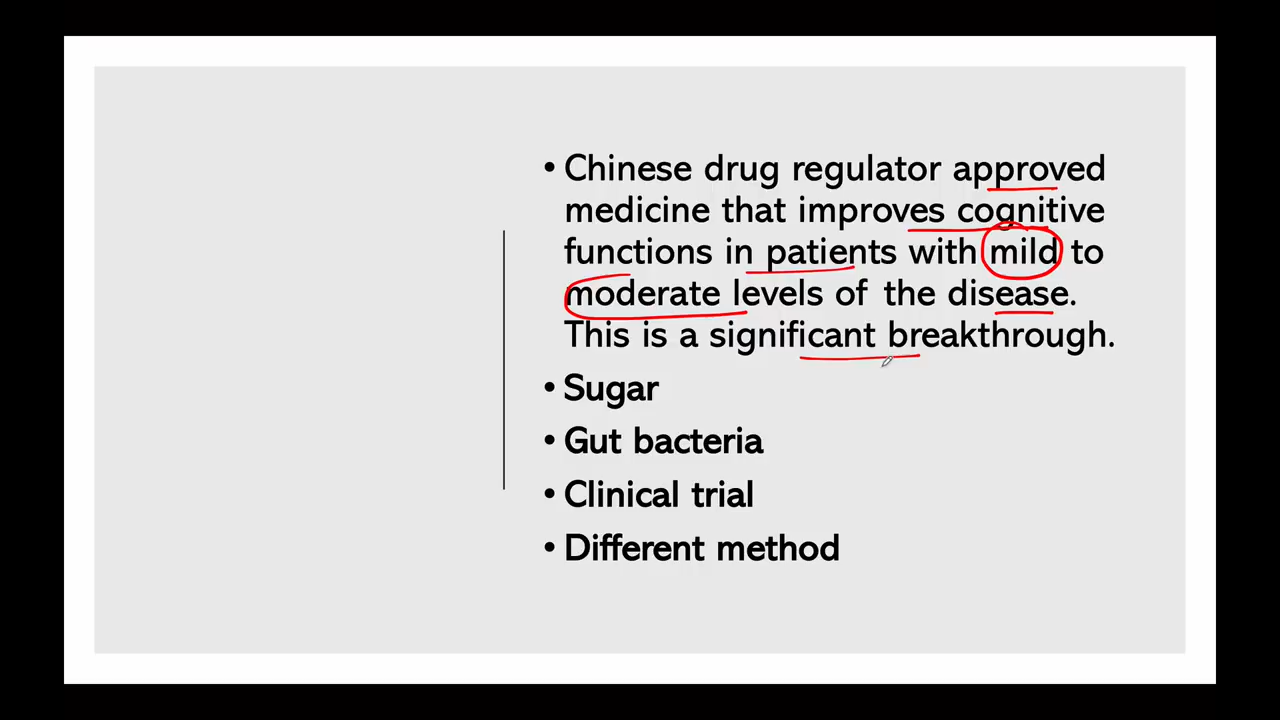 • Chinese drug regulator approved
medicine that improves cognitive
functions in patients with mild to
moderate levels of the disease.
This is a significant breakthrough.
• Sugar
• Gut bacteria
• Clinical trial
• Different method